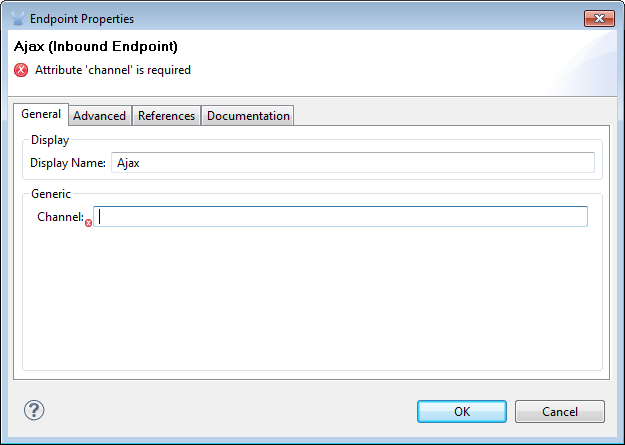 Endpoint Properties
Ajax (Inbound Endpoint)
Attribute 'channel' is required
General Advanced References Documentation
Display
Display Name: Ajax
Generic
Channel:
OK Cancel